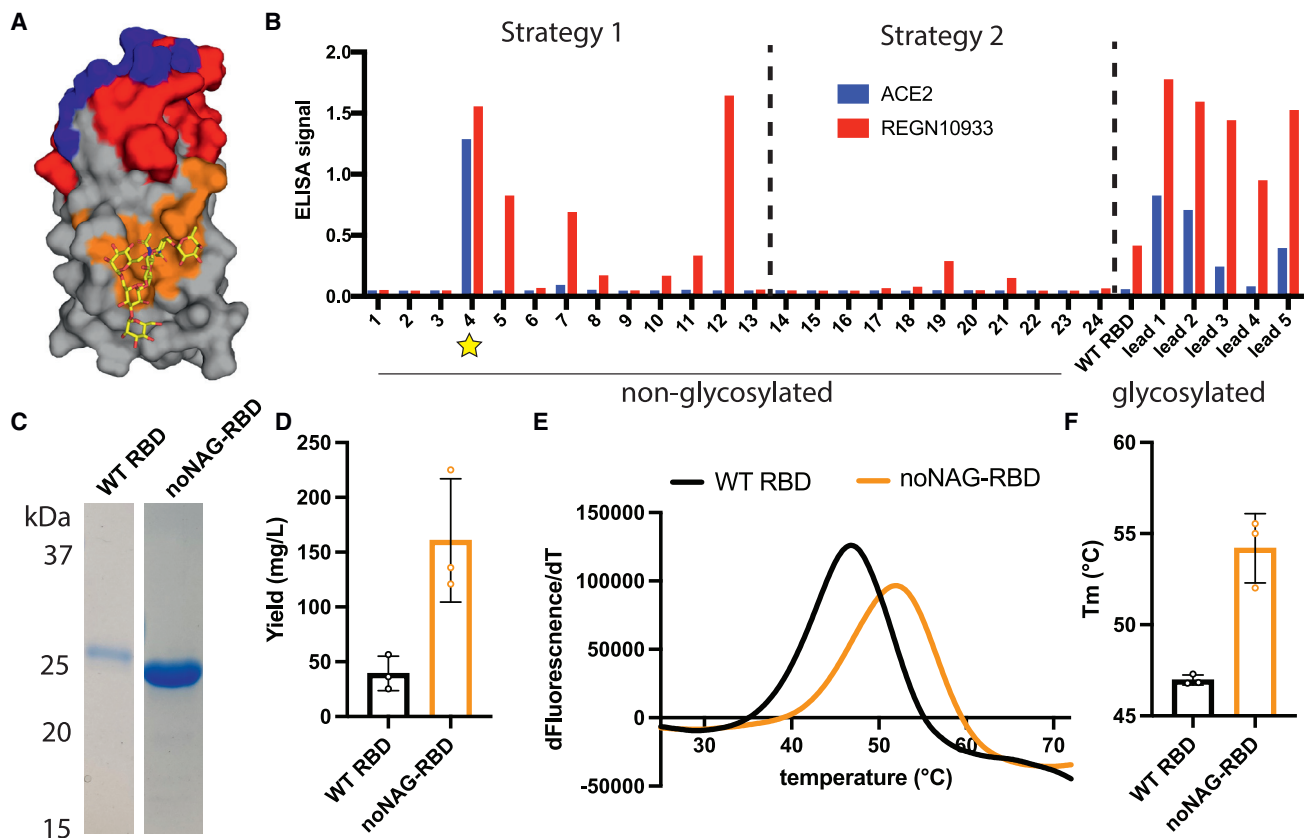 A
B
Strategy 1
Strategy 2
2.0
1.5
1.0
0.5
0.0
ELISA signal
ACE2
REGN10933
1 2 3 4 5 6 7 8 9 10 11 12 13 14 15 16 17 18 19 20 21 22 23 24 WT RBD lead 1 lead 2 lead 3 lead 4 lead 5
non-glycosylated
glycosylated
C
WT RBD
noNAG-RBD
kDa
37
25
20
15
D
Yield (mg/L)
250
200
150
100
50
0
WT RBD
noNAG-RBD
E
WT RBD
noNAG-RBD
dFluorescnence/dT
150000
100000
50000
0
-50000
30 40 50 60 70
temperature (°C)
F
Tm (°C)
60
55
50
45
WT RBD
noNAG-RBD